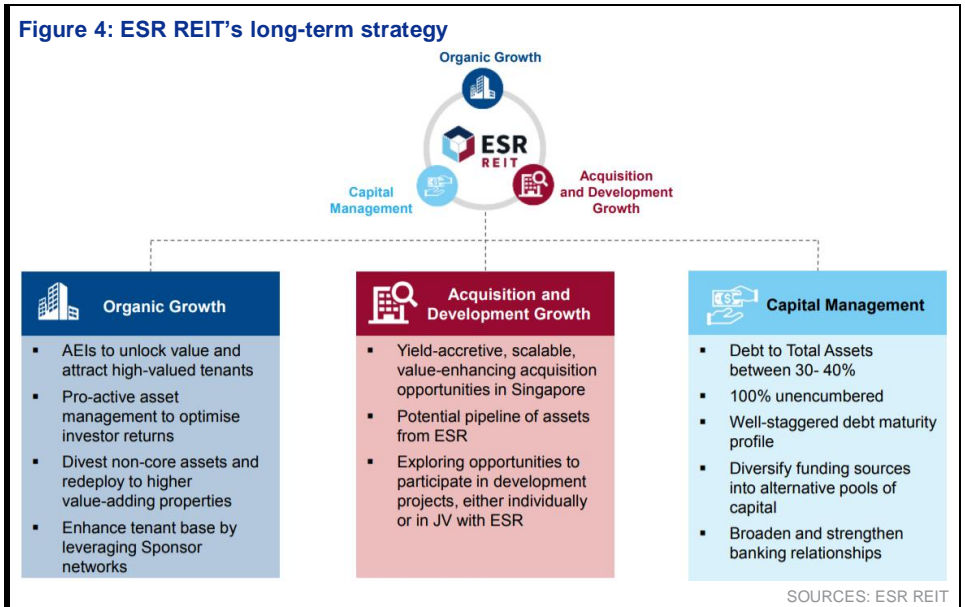 Figure 4: ESR REIT's long-term strategy
Organic Growth
ESR
REIT
Capital
Management
Acquisition
and Development
Growth
Organic Growth
▪ AEIs to unlock value and
attract high-valued tenants
▪ Pro-active asset
management to optimise
investor returns
▪ Divest non-core assets and
redeploy to higher
value-adding properties
▪ Enhance tenant base by
leveraging Sponsor
networks
Acquisition and
Development Growth
▪ Yield-accretive, scalable,
value-enhancing acquisition
opportunities in Singapore
▪ Potential pipeline of assets
from ESR
▪ Exploring opportunities to
participate in development
projects, either individually
or in JV with ESR
Capital Management
▪ Debt to Total Assets
between 30- 40%
▪ 100% unencumbered
▪ Well-staggered debt maturity
profile
▪ Diversify funding sources
into alternative pools of
capital
▪ Broaden and strengthen
banking relationships
SOURCES: ESR REIT